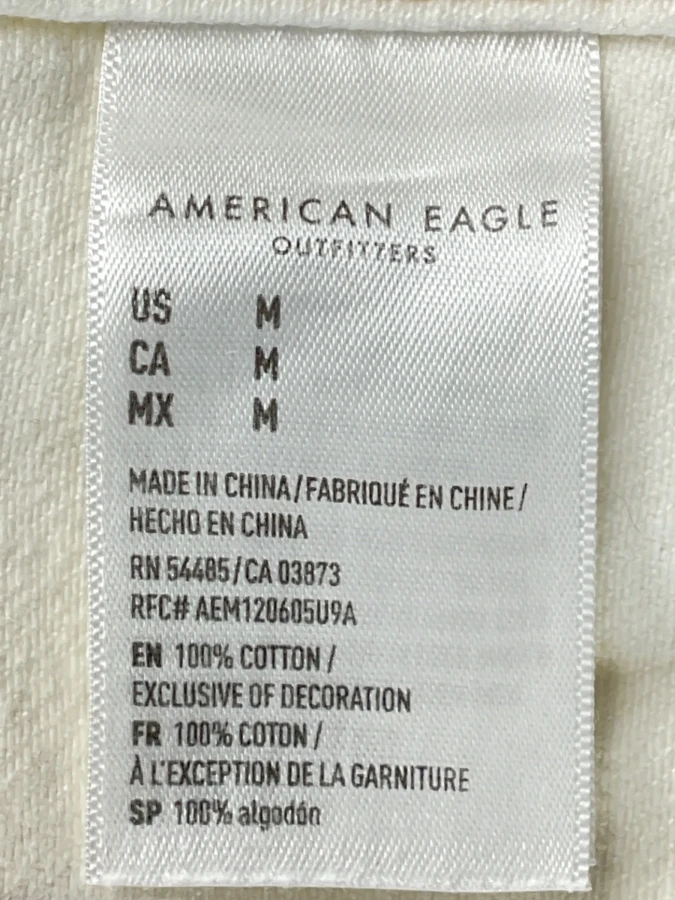 AMERICAN EAGLE
OUTFITTERS
US M
CA M
MX M
MADE IN CHINA/FABRIQUÉ EN CHINE/
HECHO EN CHINA
RN 54485/CA 03873
RFC# AEM120605U9A
EN 100% COTTON /
EXCLUSIVE OF DECORATION
FR 100% COTON /
À L'EXCEPTION DE LA GARNITURE
SP 100% algodón